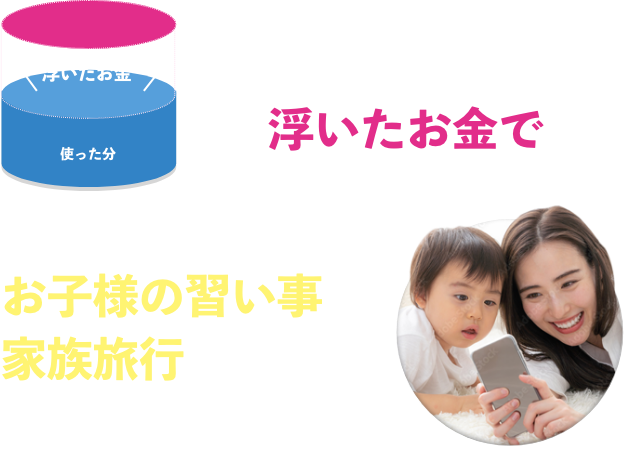 浮いたお金
使った分
浮いたお金で
お子様の習い事
家族旅行